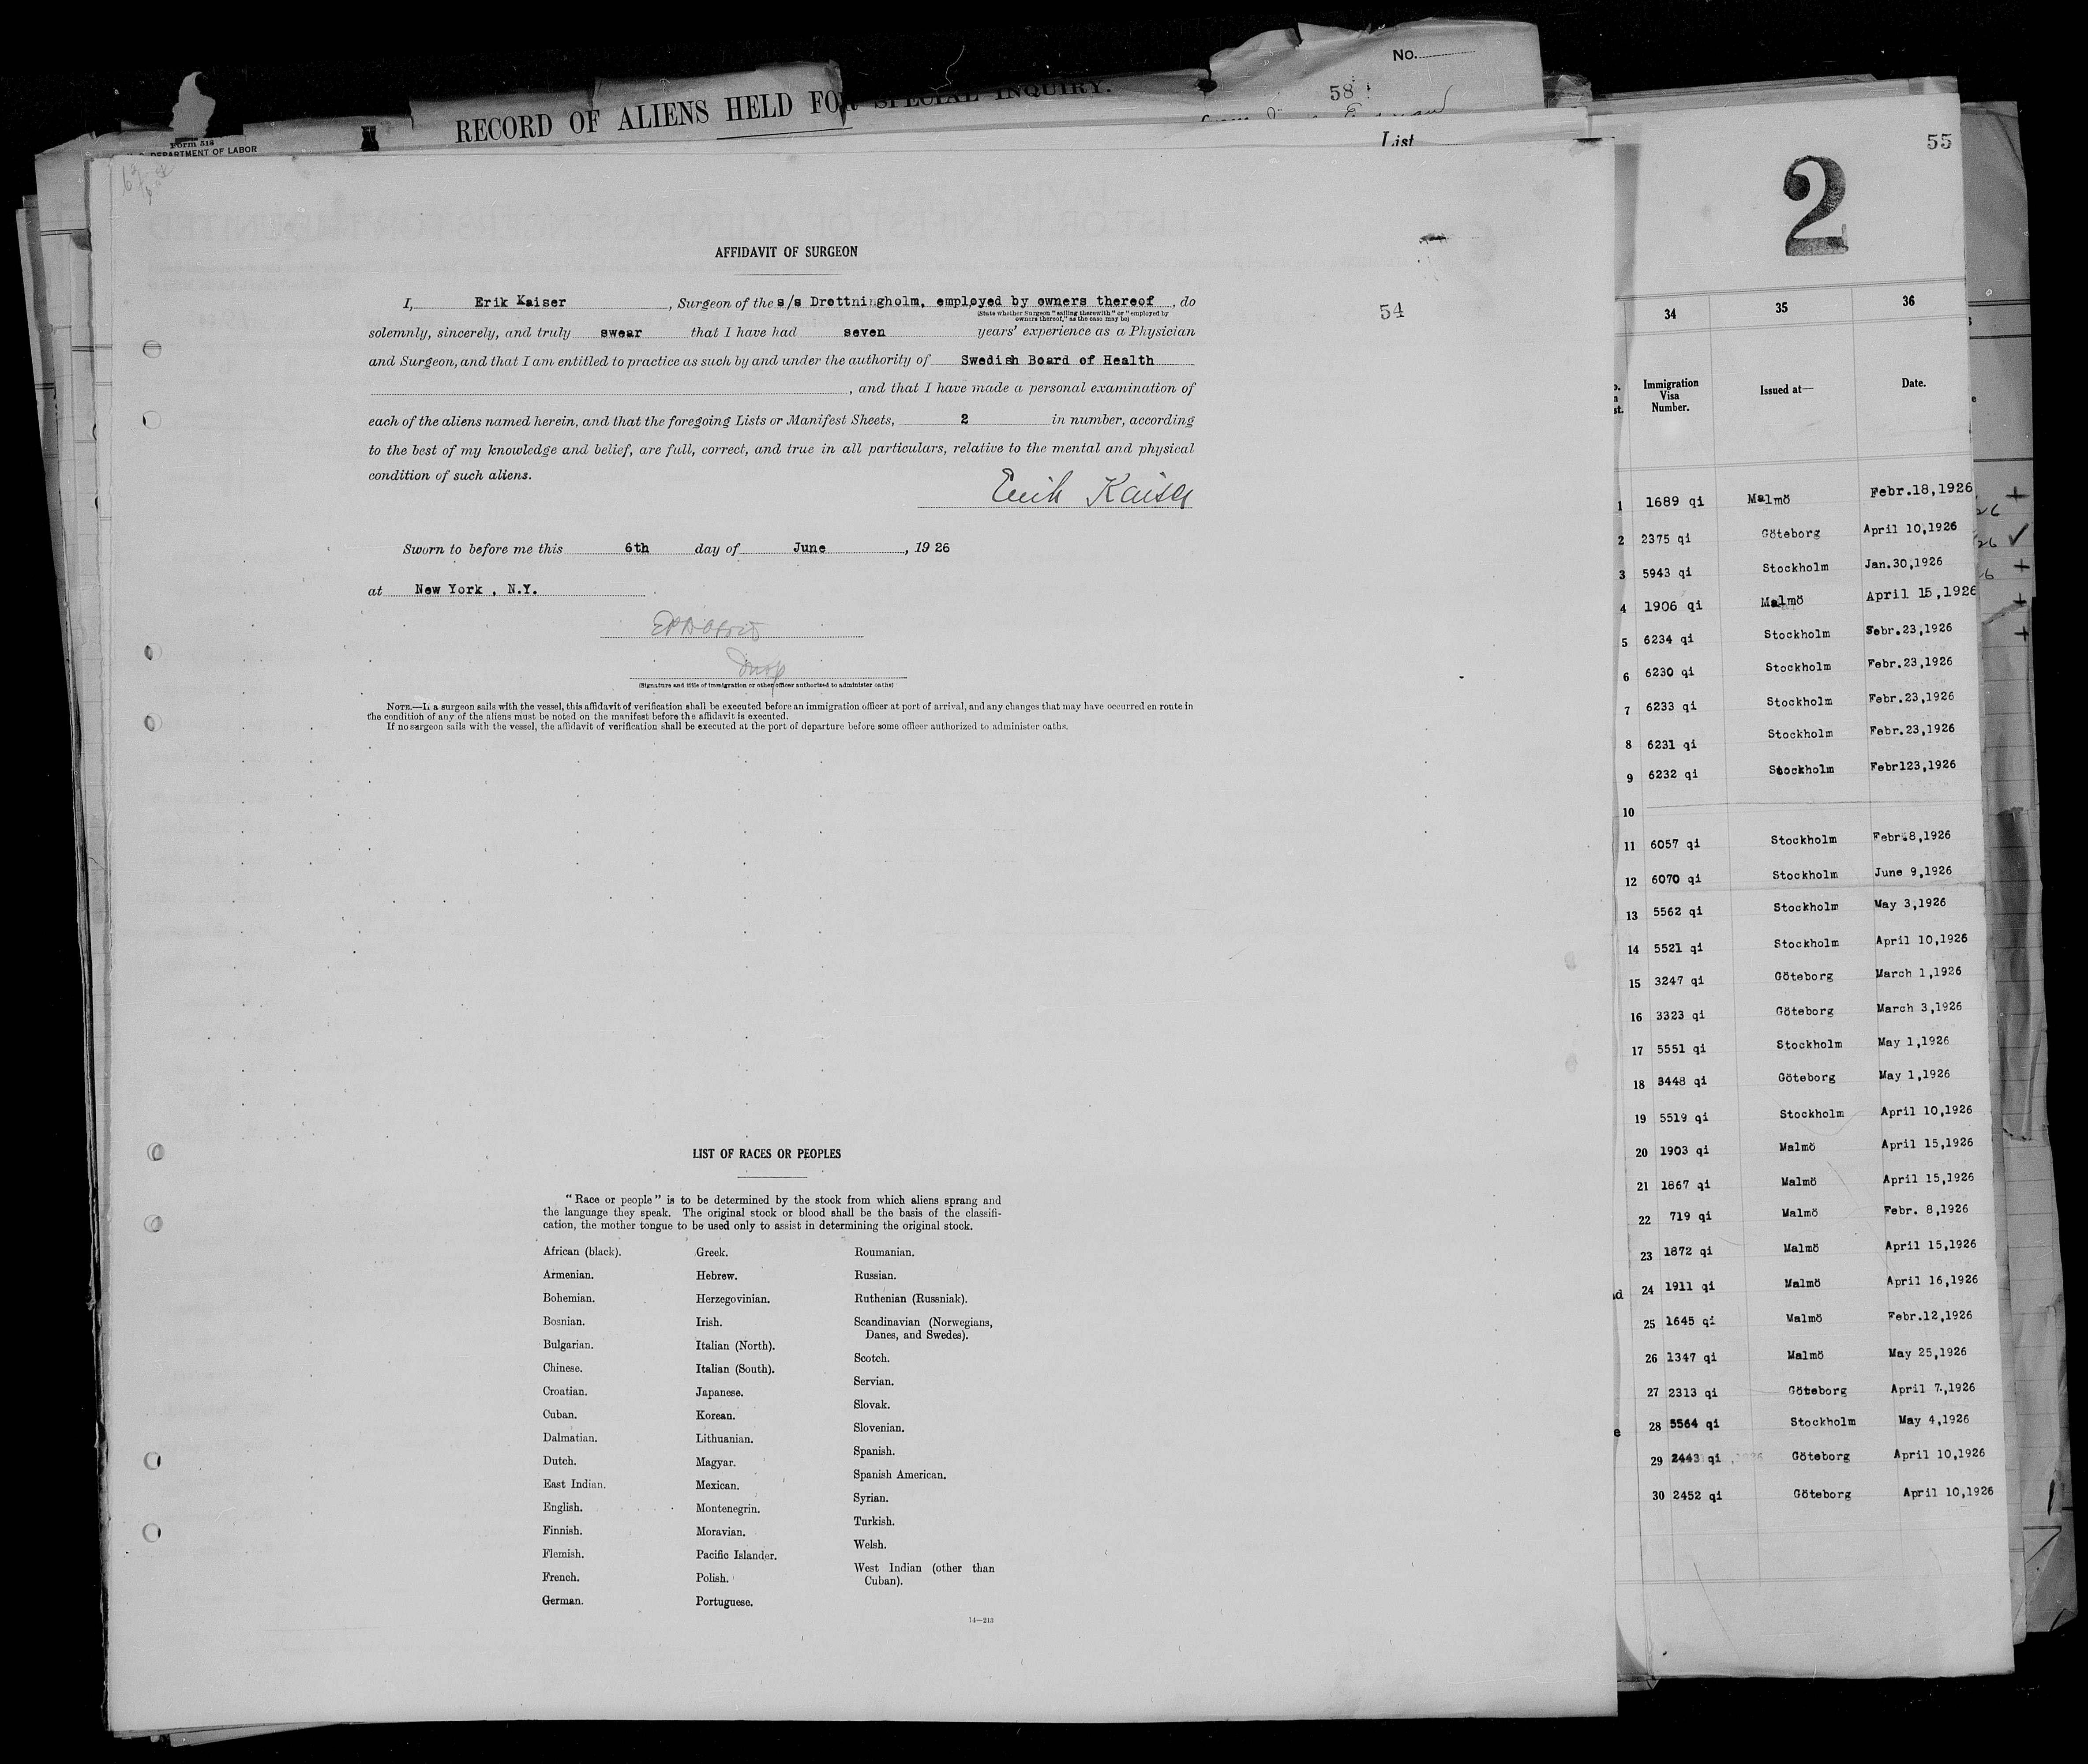 No.
58
RECORD OF ALIENS HELD FOR SPECIAL INQUIRY.
Form 518
DEPARTMENT OF LABOR
List
54
AFFIDAVIT OF SURGEON
I, Erik Kaiser , Surgeon of the s/s Drottningholm, employed by owners thereof , do
(State whether Surgeon "sailing therewith" or "employed by
owners thereof," as the case may be)
solemnly, sincerely, and truly swear that I have had seven years' experience as a Physician
and Surgeon, and that I am entitled to practice as such by and under the authority of Swedish Board of Health
, and that I have made a personal examination of
each of the aliens named herein, and that the foregoing Lists or Manifest Sheets, 2 in number, according
to the best of my knowledge and belief, are full, correct, and true in all particulars, relative to the mental and physical
condition of such aliens.
Erik Kaiser
Sworn to before me this 6th day of June , 1926
at New York , N.Y.
(Signature and title of immigration or other officer authorized to administer oaths)
NOTE.—If a surgeon sails with the vessel, this affidavit of verification shall be executed before an immigration officer at port of arrival, and any changes that may have occurred en route in
the condition of any of the aliens must be noted on the manifest before the affidavit is executed.
If no surgeon sails with the vessel, the affidavit of verification shall be executed at the port of departure before some officer authorized to administer oaths.
LIST OF RACES OR PEOPLES
"Race or people" is to be determined by the stock from which aliens sprang and
the language they speak. The original stock or blood shall be the basis of the classifi-
cation, the mother tongue to be used only to assist in determining the original stock.
African (black).
Armenian.
Bohemian.
Bosnian.
Bulgarian.
Chinese.
Croatian.
Cuban.
Dalmatian.
Dutch.
East Indian.
English.
Finnish.
Flemish.
French.
German.
Greek.
Hebrew.
Herzegovinian.
Irish.
Italian (North).
Italian (South).
Japanese.
Korean.
Lithuanian.
Magyar.
Mexican.
Montenegrin.
Moravian.
Pacific Islander.
Polish.
Portuguese.
Roumanian.
Russian.
Ruthenian (Russniak).
Scandinavian (Norwegians,
Danes, and Swedes).
Scotch.
Servian.
Slovak.
Slovenian.
Spanish.
Spanish American.
Syrian.
Turkish.
Welsh.
West Indian (other than
Cuban).
14—213
55
2
34 35 36
Immigration
Visa
Number.
Issued at—
Date.
1 1689 qi Malmö Febr.18,1926
2 2375 qi Göteborg April 10,1926
3 5943 qi Stockholm Jan.30,1926
4 1906 qi Malmö April 15,1926
5 6234 qi Stockholm Febr.23,1926
6 6230 qi Stockholm Febr.23,1926
7 6233 qi Stockholm Febr.23,1926
8 6231 qi Stockholm Febr.23,1926
9 6232 qi Stockholm Febr123,1926
10
11 6057 qi Stockholm Febr.8,1926
12 6070 qi Stockholm June 9,1926
13 5562 qi Stockholm May 3,1926
14 5521 qi Stockholm April 10,1926
15 3247 qi Göteborg March 1,1926
16 3323 qi Göteborg March 3,1926
17 5551 qi Stockholm May 1,1926
18 3448 qi Göteborg May 1,1926
19 5519 qi Stockholm April 10,1926
20 1903 qi Malmö April 15,1926
21 1867 qi Malmö April 15,1926
22 719 qi Malmö Febr. 8,1926
23 1872 qi Malmö April 15,1926
24 1911 qi Malmö April 16,1926
25 1645 qi Malmö Febr.12,1926
26 1347 qi Malmö May 25,1926
27 2313 qi Göteborg April 7,1926
28 5564 qi Stockholm May 4,1926
29 2443 qi Göteborg April 10,1926
30 2452 qi Göteborg April 10,1926